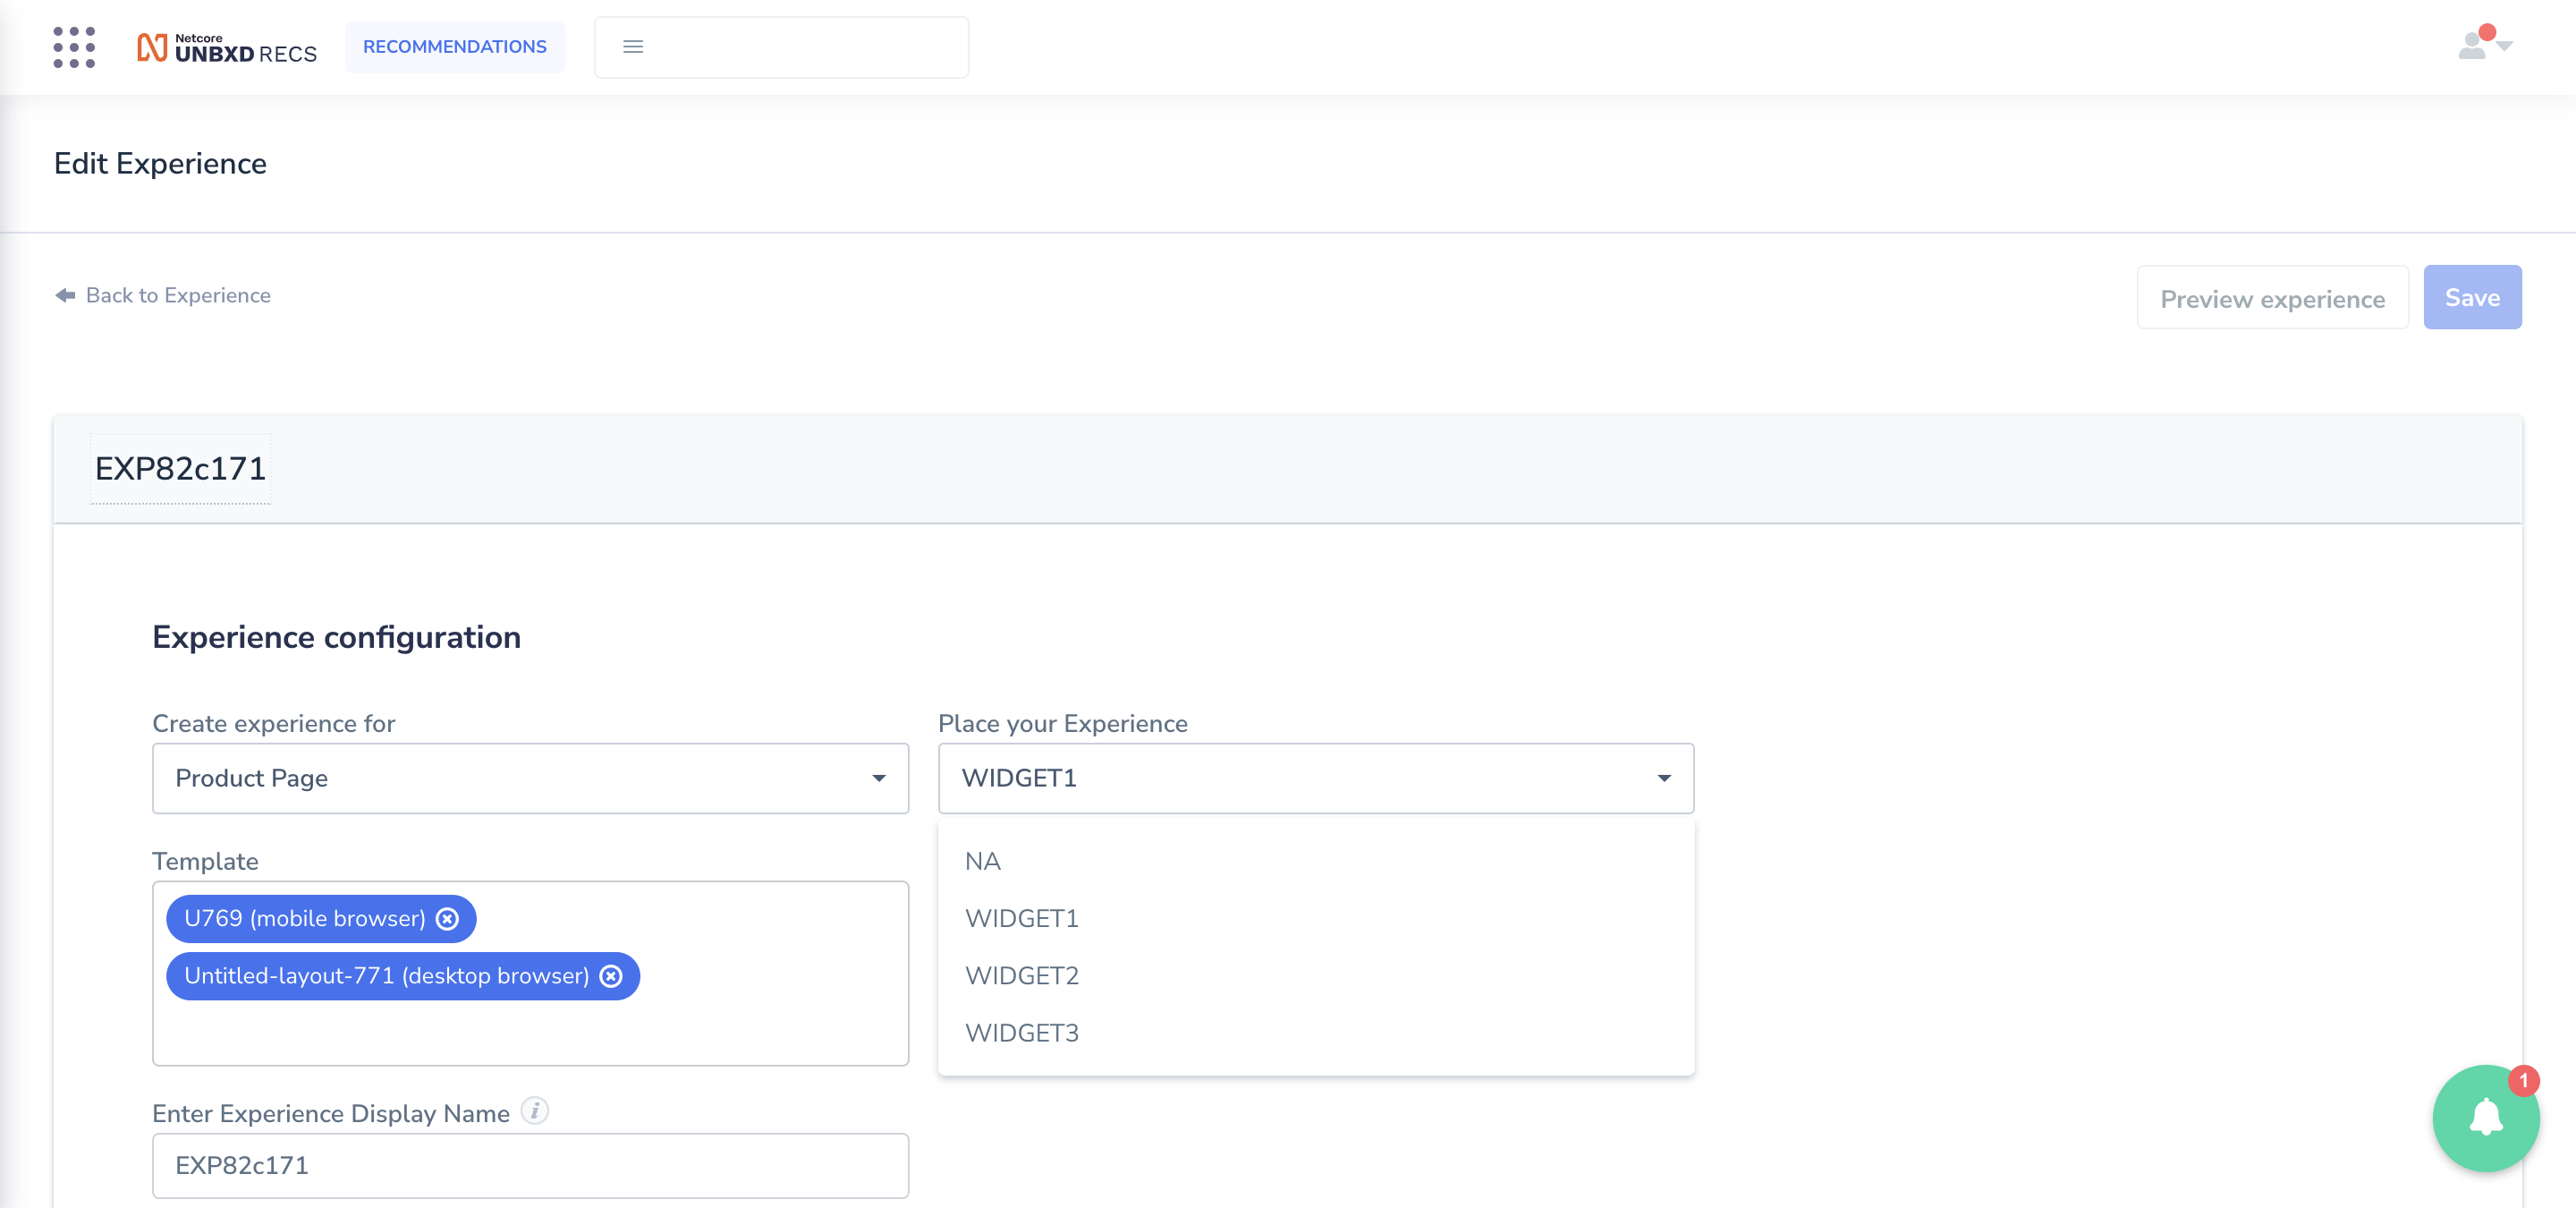 Netcore
UNBXD RECS
RECOMMENDATIONS
Edit Experience
Back to Experience
Preview experience
Save
EXP82c171
Experience configuration
Create experience for
Place your Experience
Product Page
WIDGET1
Template
NA
U769 (mobile browser)
WIDGET1
Untitled-layout-771 (desktop browser)
WIDGET2
WIDGET3
1
Enter Experience Display Name i
EXP82c171